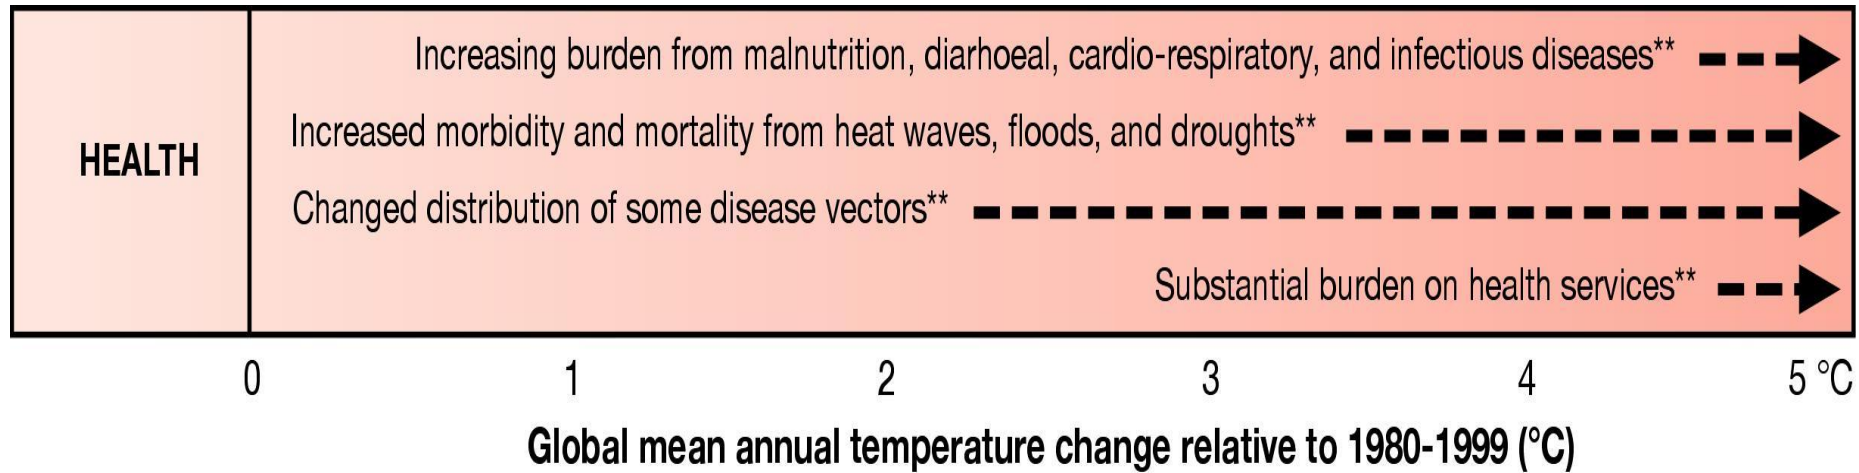 Increasing burden from malnutrition, diarhoeal, cardio-respiratory, and infectious diseases**
Increased morbidity and mortality from heat waves, floods, and droughts**
HEALTH
Changed distribution of some disease vectors**
Substantial burden on health services**
0 1 2 3 4 5 °C
Global mean annual temperature change relative to 1980-1999 (°C)